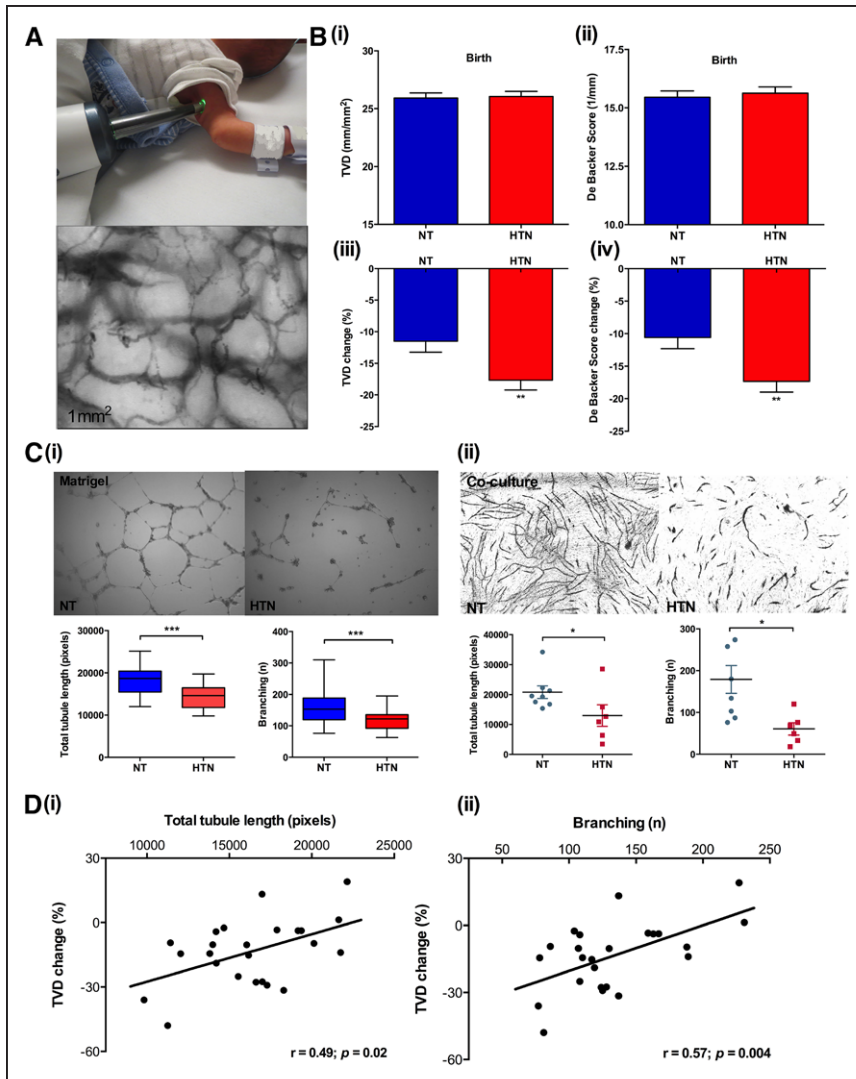 A
1mm²
B (i)
Birth
TVD (mm/mm²)
30
25
20
15
NT
HTN
(ii)
Birth
De Backer Score (1/mm)
17.5
15.0
12.5
10.0
NT
HTN
(iii)
NT
HTN
TVD change (%)
0
-5
-10
-15
-20
-25
**
(iv)
NT
HTN
De Backer Score change (%)
0
-5
-10
-15
-20
-25
**
C (i)
Matrigel
NT
HTN
Total tubule length (pixels)
30000
20000
10000
0
***
NT
HTN
Branching (n)
400
300
200
100
0
***
NT
HTN
(ii)
Co-culture
NT
HTN
Total tubule length (pixels)
40000
30000
20000
10000
0
*
NT
HTN
Branching (n)
300
200
100
0
*
NT
HTN
D (i)
Total tubule length (pixels)
10000 15000 20000 25000
TVD change (%)
30
0
-30
-60
r = 0.49; p = 0.02
(ii)
Branching (n)
50 100 150 200 250
TVD change (%)
30
0
-30
-60
r = 0.57; p = 0.004